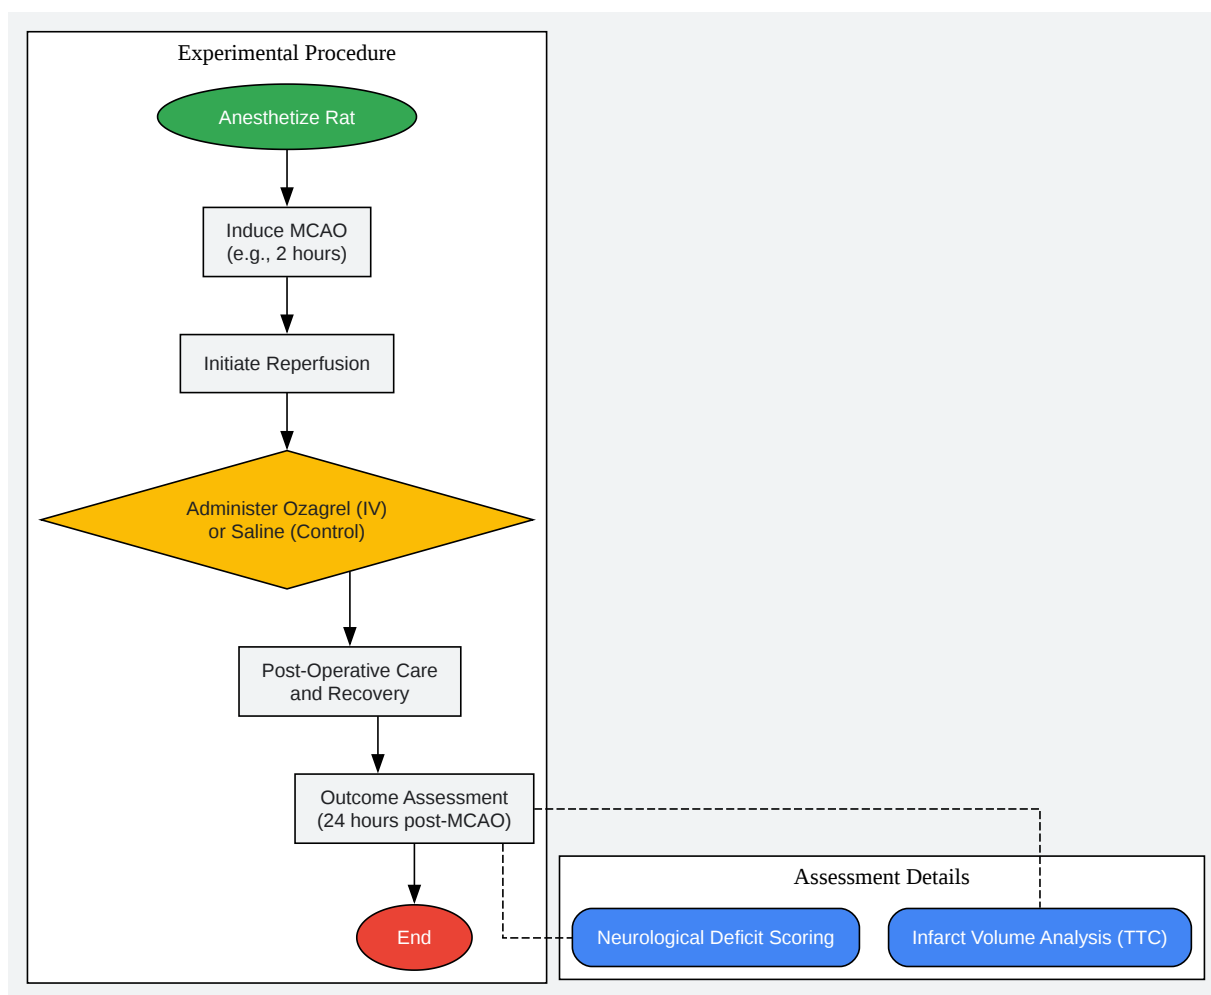 Experimental Procedure
Anesthetize Rat
Induce MCAO
(e.g., 2 hours)
Initiate Reperfusion
Administer Ozagrel (IV)
or Saline (Control)
Post-Operative Care
and Recovery
Outcome Assessment
(24 hours post-MCAO)
End
Assessment Details
Neurological Deficit Scoring
Infarct Volume Analysis (TTC)